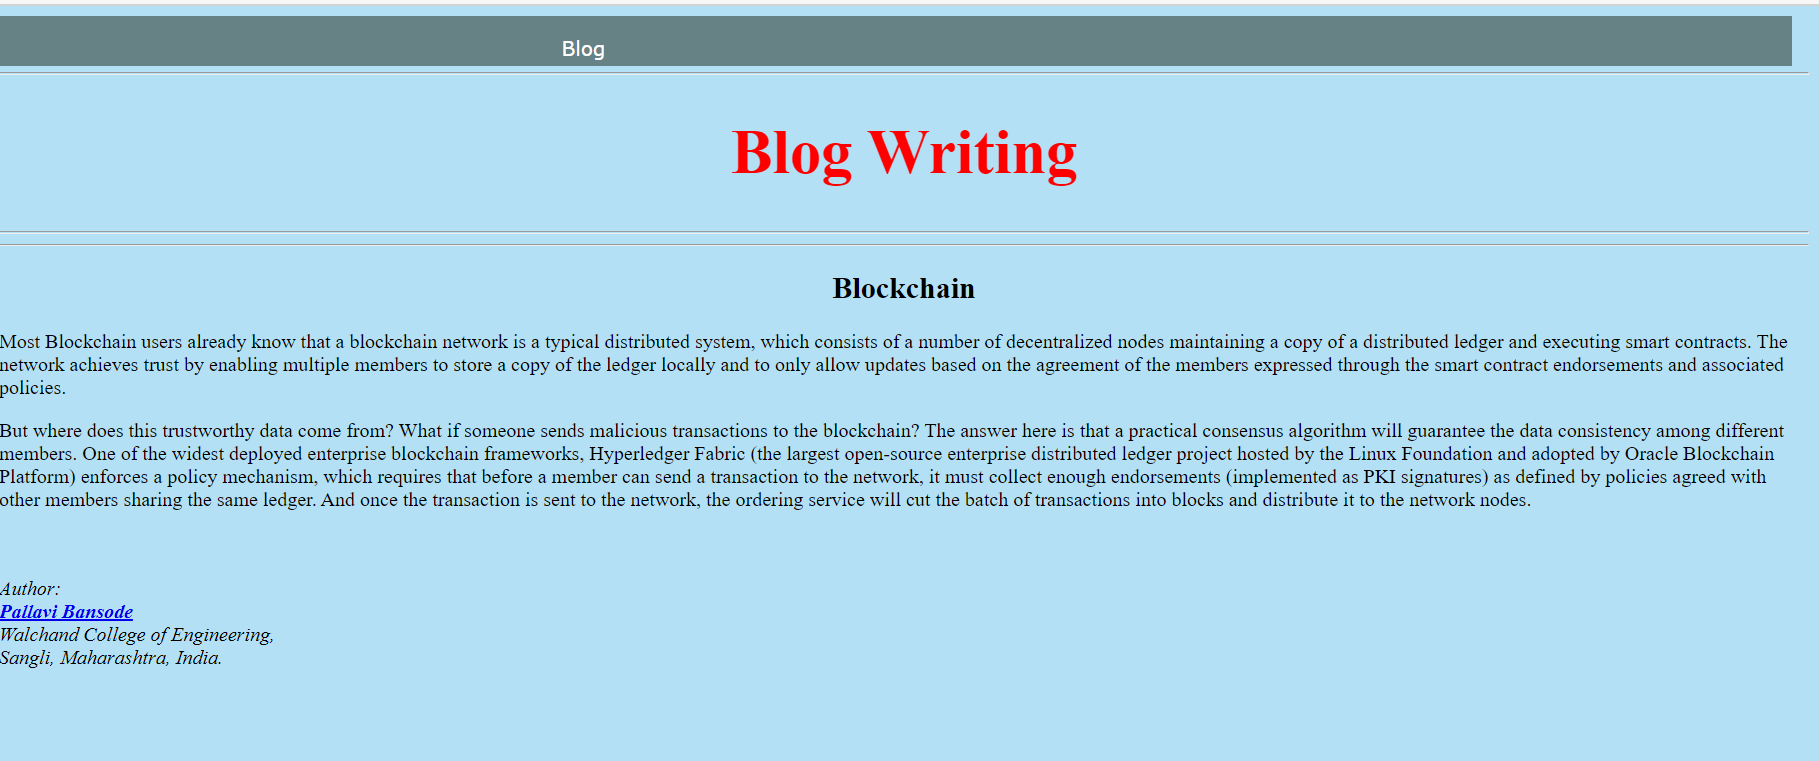 Blog
Blog Writing
Blockchain
Most Blockchain users already know that a blockchain network is a typical distributed system, which consists of a number of decentralized nodes maintaining a copy of a distributed ledger and executing smart contracts. The
network achieves trust by enabling multiple members to store a copy of the ledger locally and to only allow updates based on the agreement of the members expressed through the smart contract endorsements and associated
policies.
But where does this trustworthy data come from? What if someone sends malicious transactions to the blockchain? The answer here is that a practical consensus algorithm will guarantee the data consistency among different
members. One of the widest deployed enterprise blockchain frameworks, Hyperledger Fabric (the largest open-source enterprise distributed ledger project hosted by the Linux Foundation and adopted by Oracle Blockchain
Platform) enforces a policy mechanism, which requires that before a member can send a transaction to the network, it must collect enough endorsements (implemented as PKI signatures) as defined by policies agreed with
other members sharing the same ledger. And once the transaction is sent to the network, the ordering service will cut the batch of transactions into blocks and distribute it to the network nodes.
Author:
Pallavi Bansode
Walchand College of Engineering,
Sangli, Maharashtra, India.